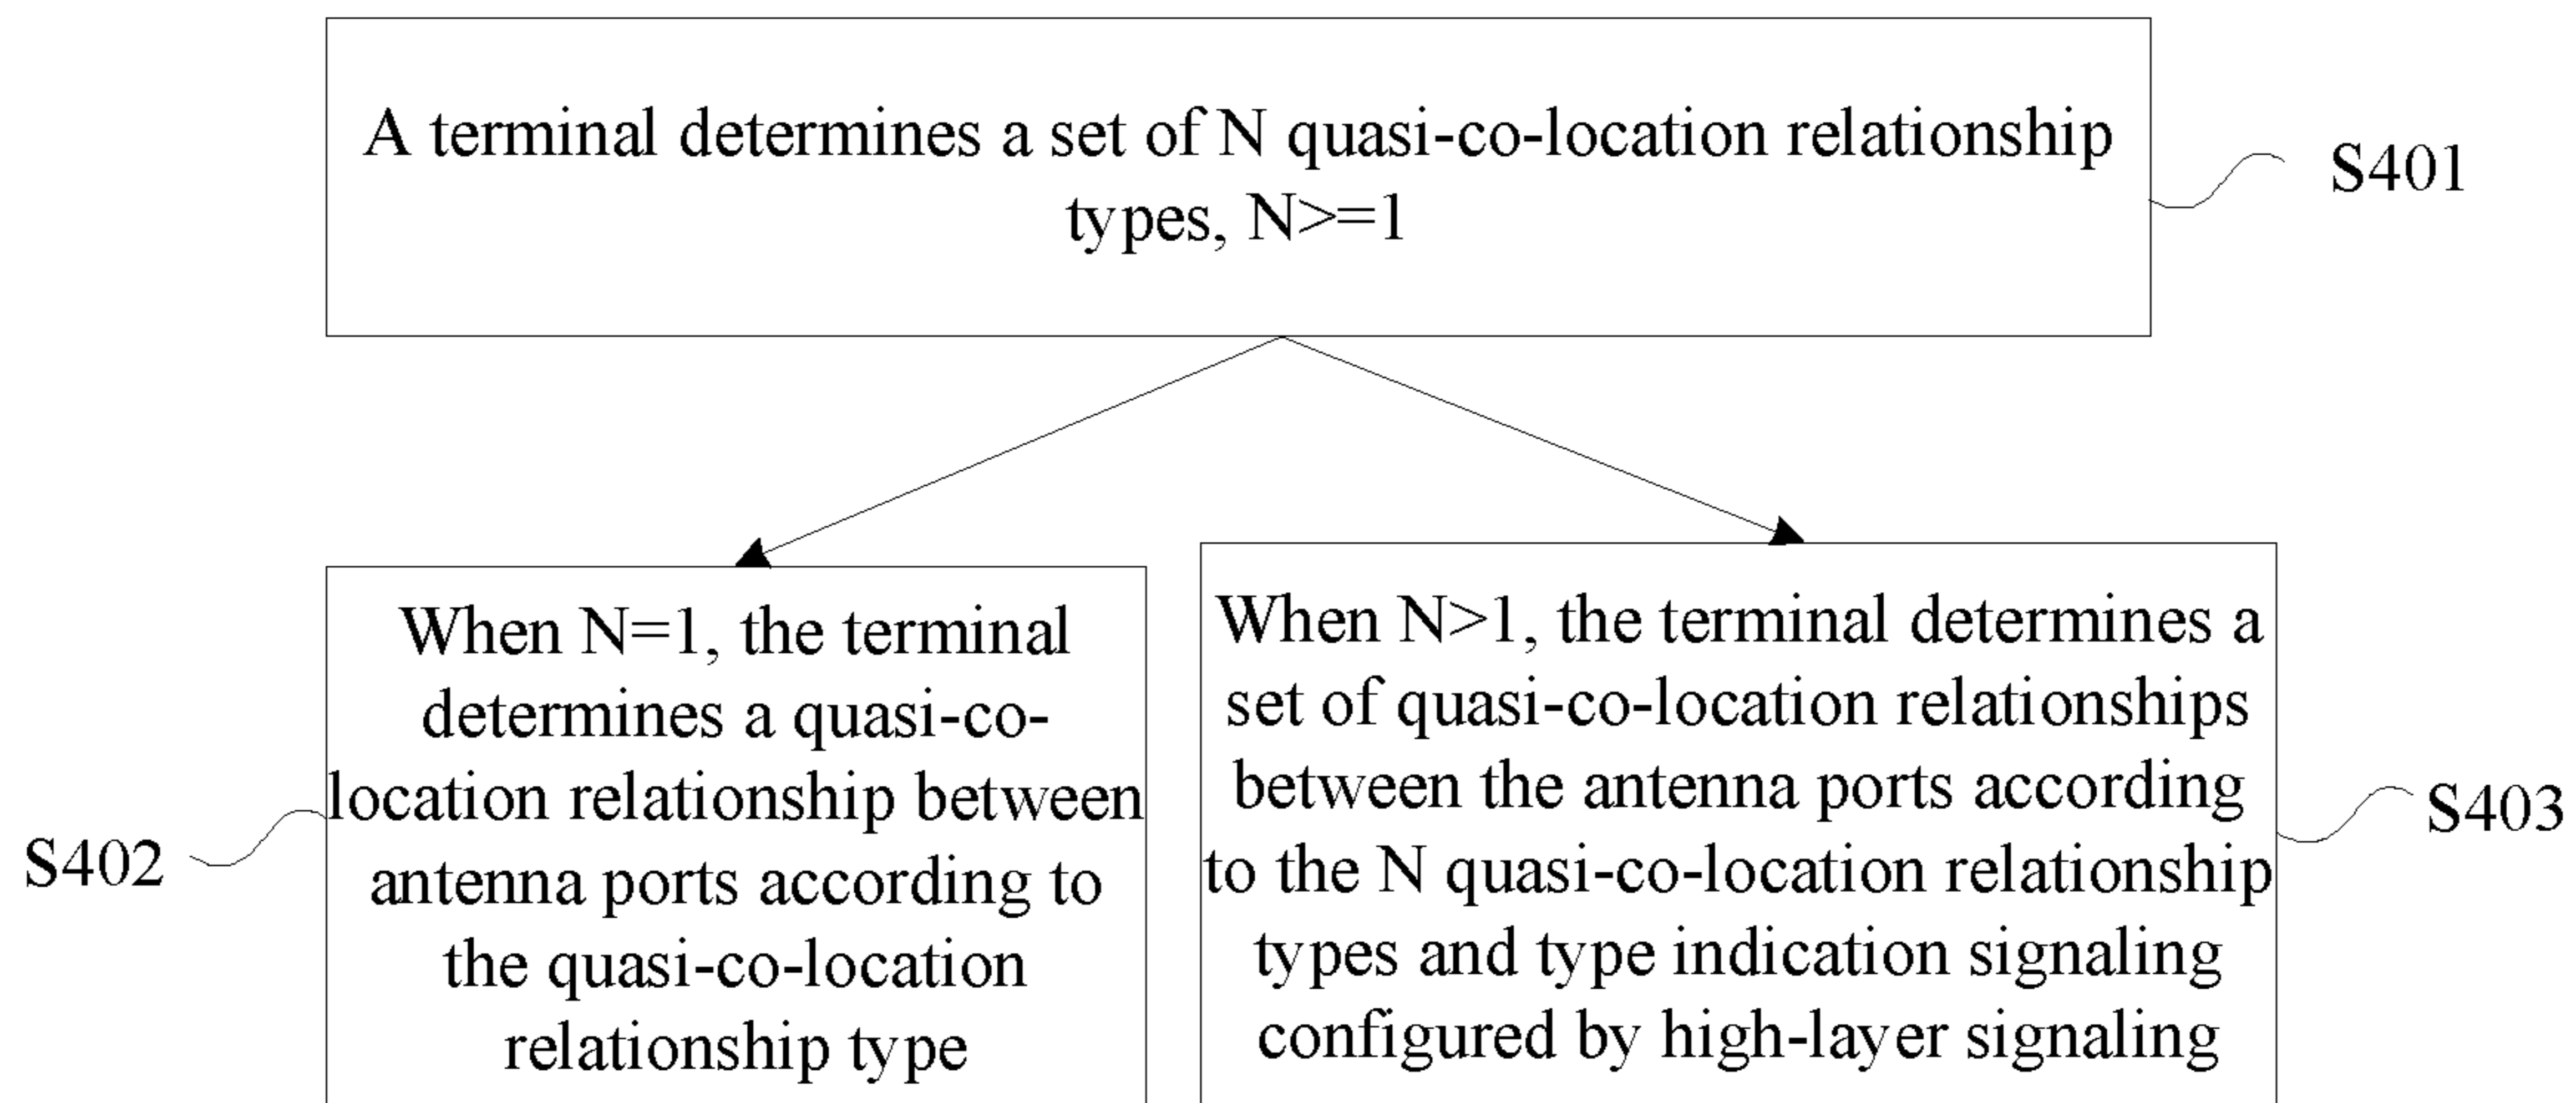 A terminal determines a set of N quasi-co-location relationship
types, N>=1
S401
When N=1, the terminal
determines a quasi-co-
location relationship between
antenna ports according to
the quasi-co-location
relationship type
S402
When N>1, the terminal determines a
set of quasi-co-location relationships
between the antenna ports according
to the N quasi-co-location relationship
types and type indication signaling
configured by high-layer signaling
S403